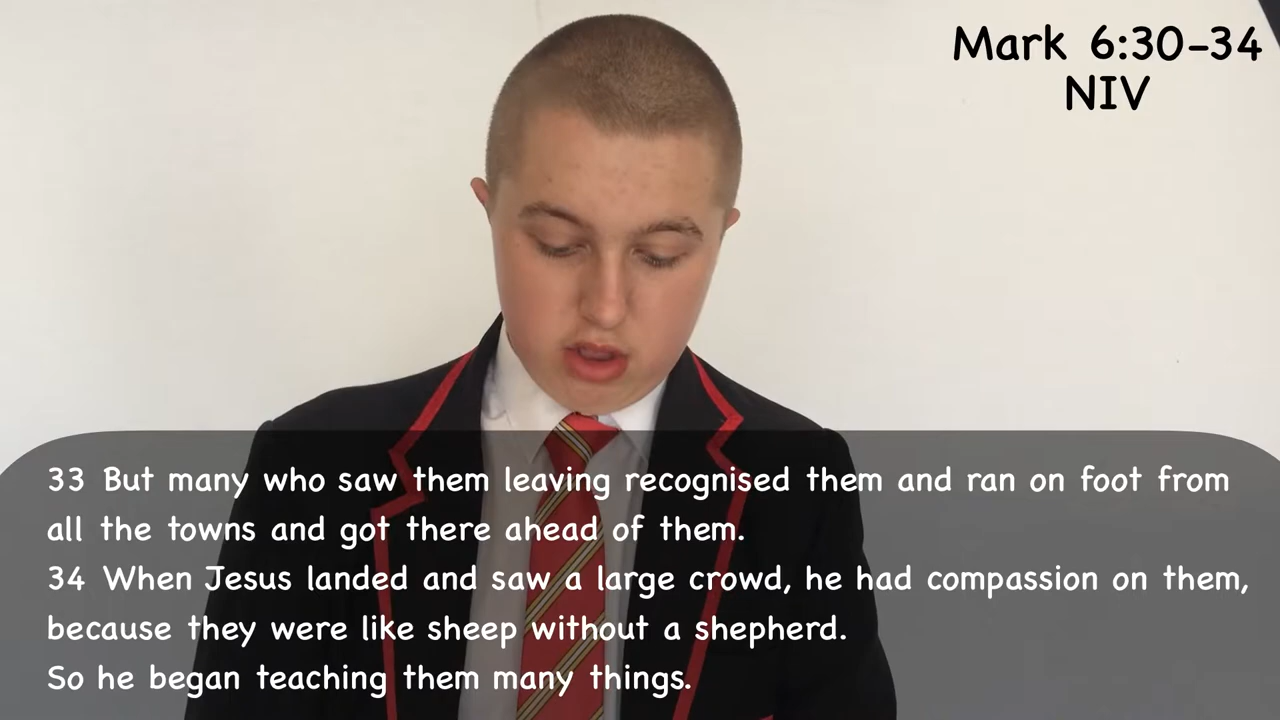 Mark 6:30-34
NIV
33 But many who saw them leaving recognised them and ran on foot from
all the towns and got there ahead of them.
34 When Jesus landed and saw a large crowd, he had compassion on them,
because they were like sheep without a shepherd.
So he began teaching them many things.